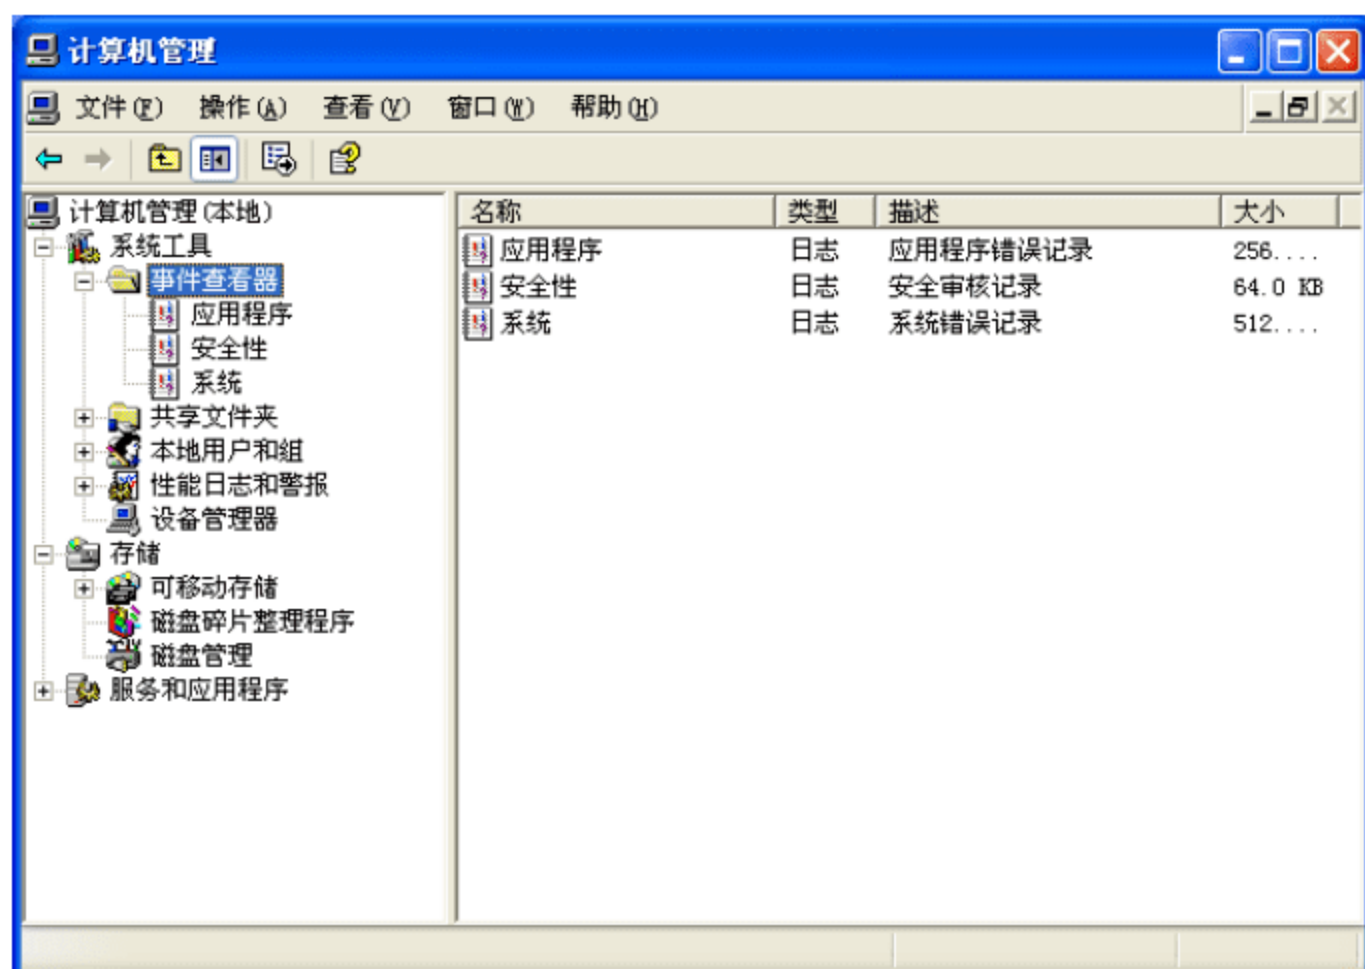 计算机管理
文件(F) 操作(A) 查看(V) 窗口(W) 帮助(H)
计算机管理(本地)
系统工具
事件查看器
应用程序
安全性
系统
共享文件夹
本地用户和组
性能日志和警报
设备管理器
存储
可移动存储
磁盘碎片整理程序
磁盘管理
服务和应用程序
名称 类型 描述 大小
应用程序 日志 应用程序错误记录 256....
安全性 日志 安全审核记录 64.0 KB
系统 日志 系统错误记录 512....